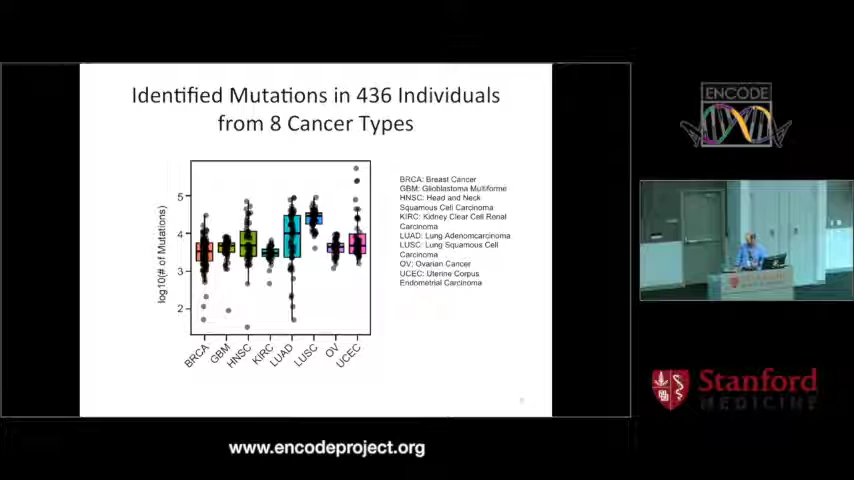 Identified Mutations in 436 Individuals
from 8 Cancer Types
log10(# of Mutations)
5
4
3
2
BRCA
GBM
HNSC
KIRC
LUAD
LUSC
OV
UCEC
BRCA: Breast Cancer
GBM: Glioblastoma Multiforme
HNSC: Head and Neck
Squamous Cell Carcinoma
KIRC: Kidney Clear Cell Renal
Carcinoma
LUAD: Lung Adenomcarcinoma
LUSC: Lung Squamous Cell
Carcinoma
OV: Ovarian Cancer
UCEC: Uterine Corpus
Endometrial Carcinoma
ENCODE
Stanford
MEDICINE
www.encodeproject.org